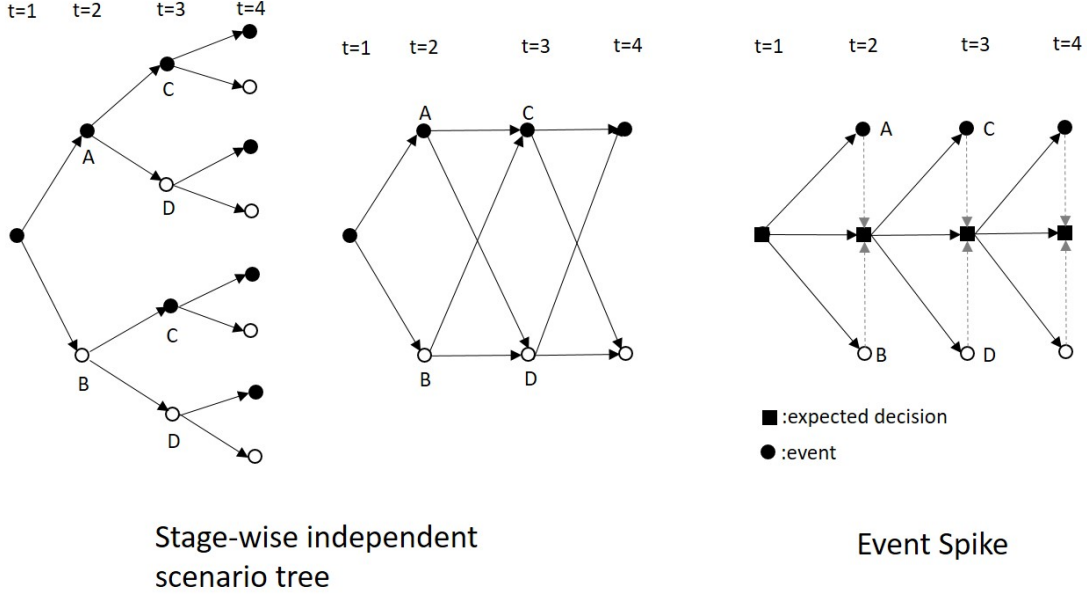 t=1 t=2 t=3 t=4
C
A
D
C
B
D
t=1 t=2 t=3 t=4
A C
B D
t=1 t=2 t=3 t=4
A C
B D
:expected decision
:event
Stage-wise independent
scenario tree
Event Spike